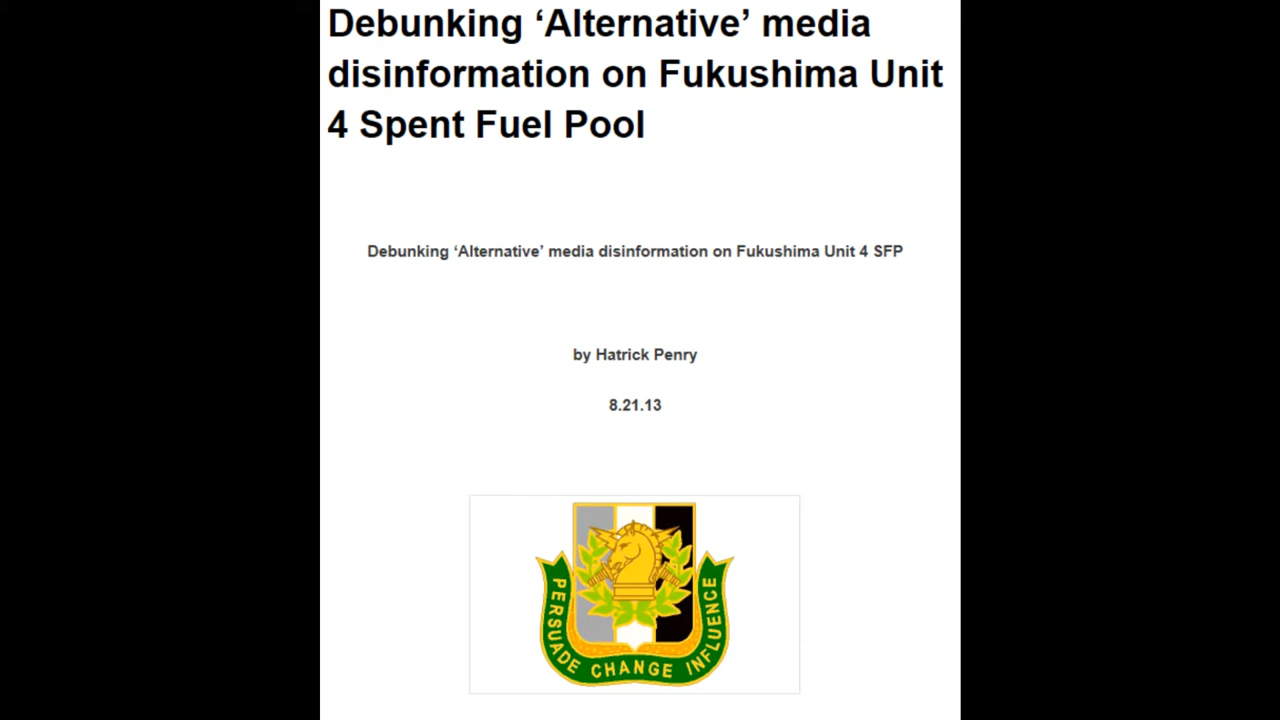 Debunking ‘Alternative’ media
disinformation on Fukushima Unit
4 Spent Fuel Pool
Debunking ‘Alternative’ media disinformation on Fukushima Unit 4 SFP
by Hatrick Penry
8.21.13
PERSUADE CHANGE INFLUENCE